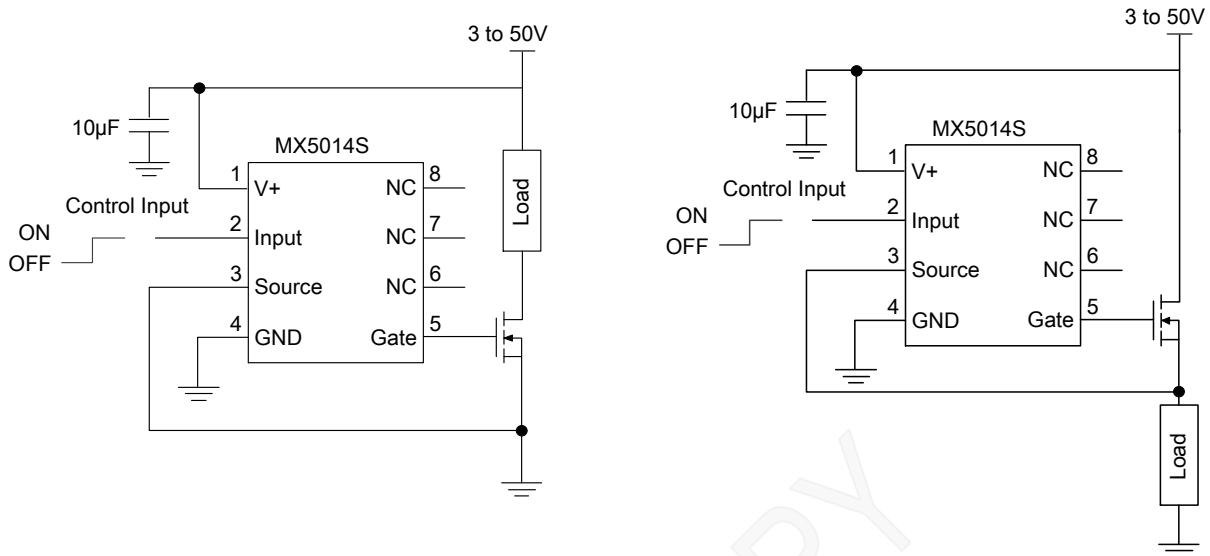 3 to 50V
10µF
MX5014S
1 V+ NC 8
Control Input
ON
OFF
2 Input NC 7
3 Source NC 6
4 GND Gate 5
Load
3 to 50V
10µF
MX5014S
1 V+ NC 8
Control Input
ON
OFF
2 Input NC 7
3 Source NC 6
4 GND Gate 5
Load
PY